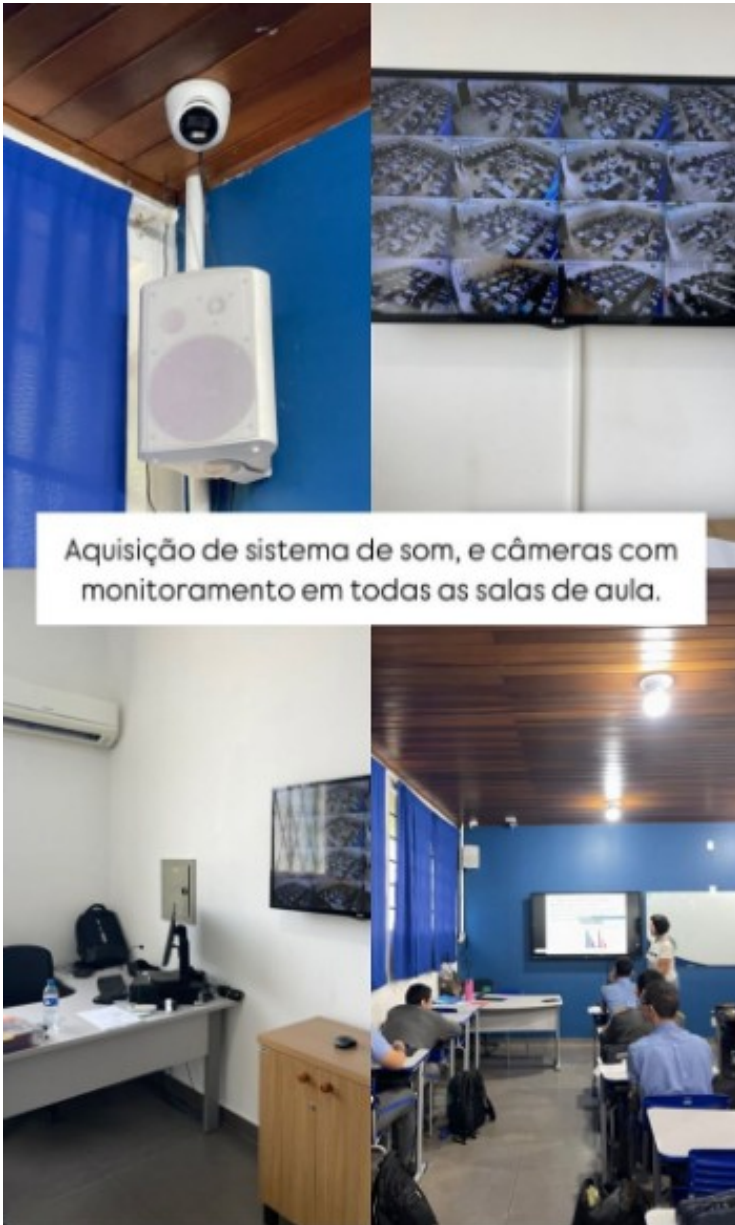 Aquisição de sistema de som, e câmeras com
monitoramento em todas as salas de aula.